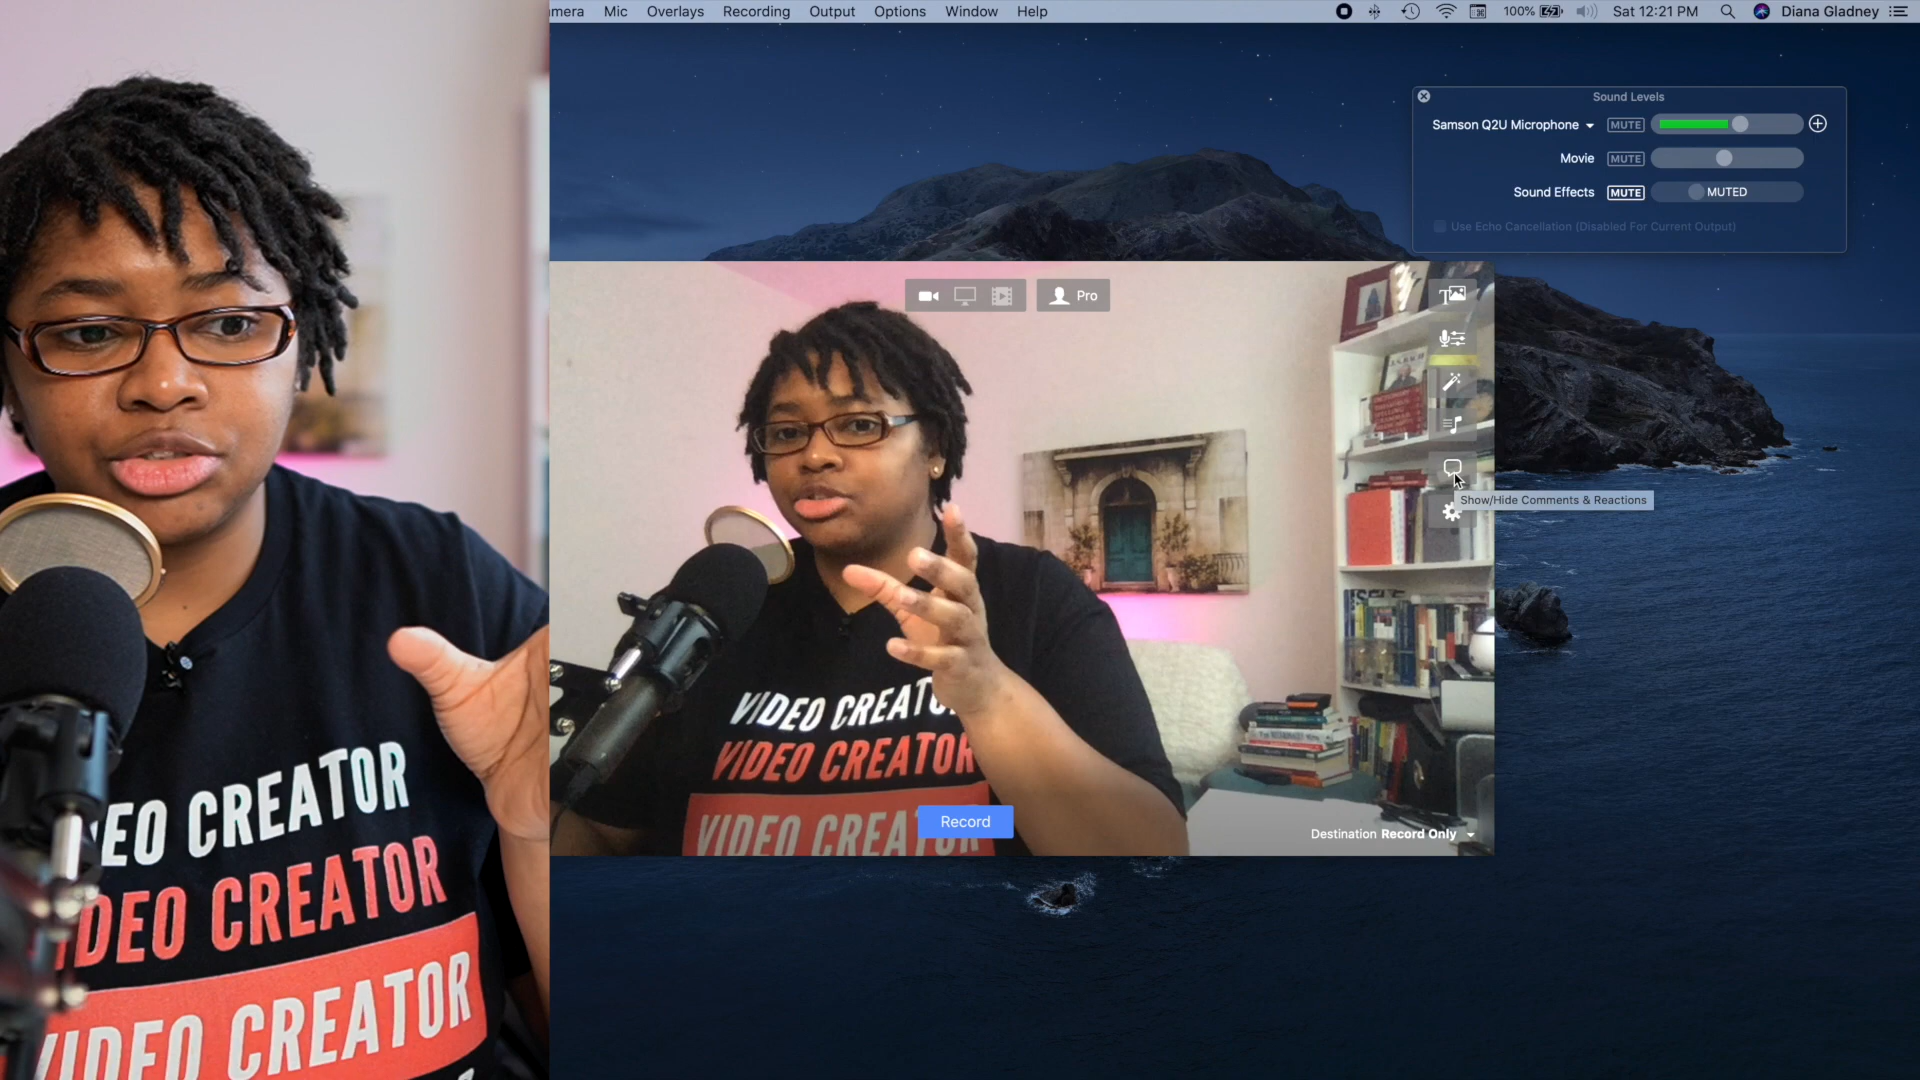 mera Mic Overlays Recording Output Options Window Help 100% Sat 12:21 PM Diana Gladney
Sound Levels
Samson Q2U Microphone MUTE
Movie MUTE
Sound Effects MUTE MUTED
Use Echo Cancellation (Disabled For Current Output)
Pro
T
Show/Hide Comments & Reactions
VIDEO CREATO
VIDEO CREATOR
VIDEO CREATOR
Record
Destination Record Only
EO CREATOR
DEO CREATOR
VIDEO CREATOR